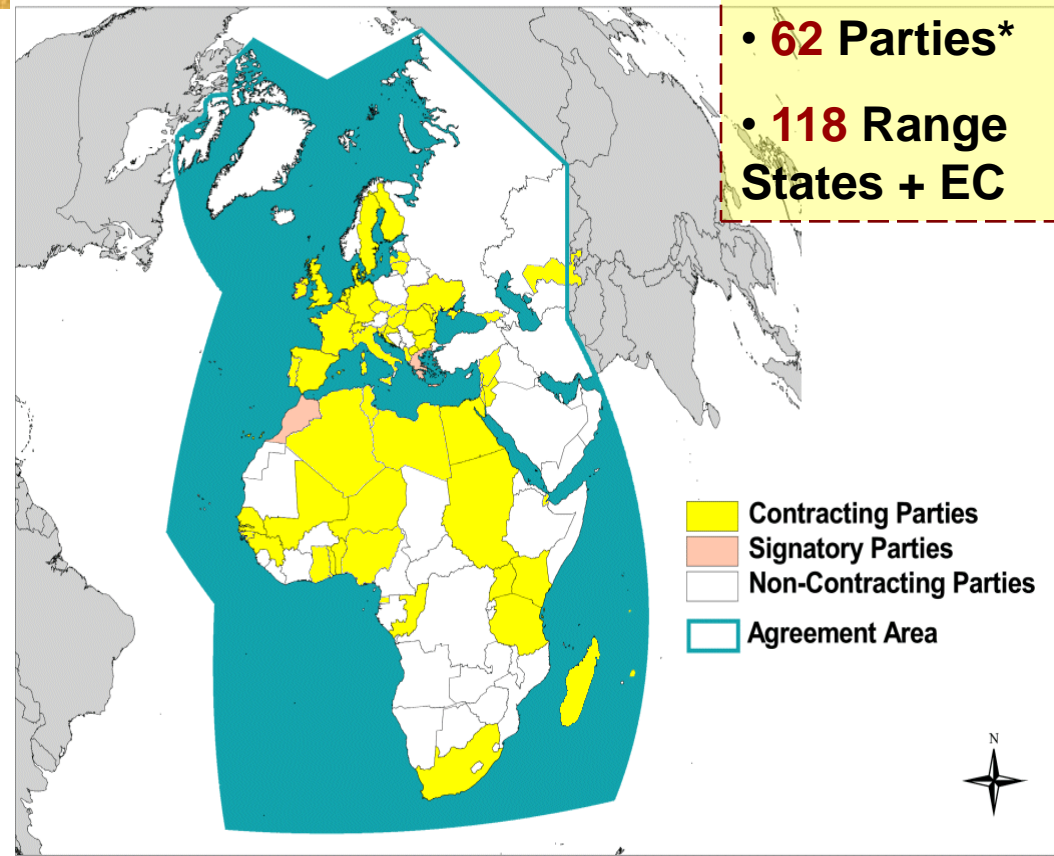 • 62 Parties*
• 118 Range
States + EC
Contracting Parties
Signatory Parties
Non-Contracting Parties
Agreement Area
N